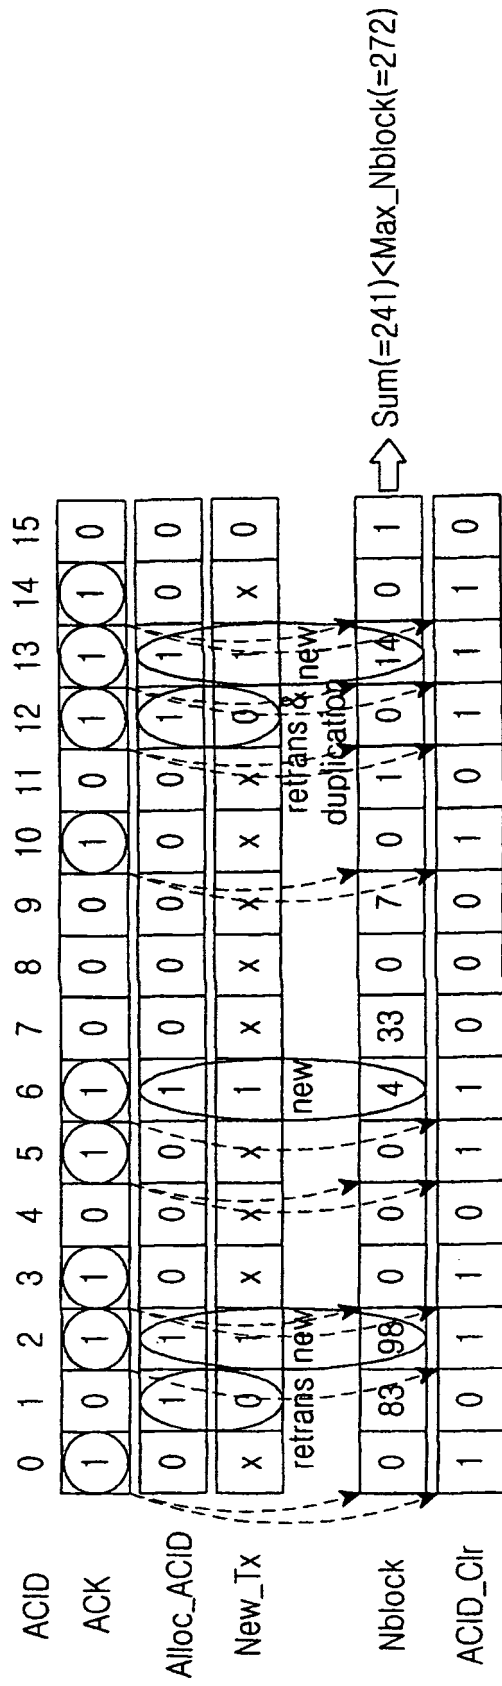 ACID 0 1 2 3 4 5 6 7 8 9 10 11 12 13 14 15
ACK 1 0 1 1 0 1 1 0 0 0 1 0 1 1 1 0
Alloc_ACID 0 1 1 0 0 0 1 0 0 0 0 0 1 1 0 0
New_Tx x 0 1 x x x 1 x x x x x 0 1 x 0
retrans new new retrans & new
duplication
Nblock 0 83 98 0 0 0 4 33 0 7 0 1 0 14 0 1 Sum(=241)<Max_Nblock(=272)
ACID_Clr 1 0 1 1 0 1 1 0 0 0 1 0 1 1 1 0